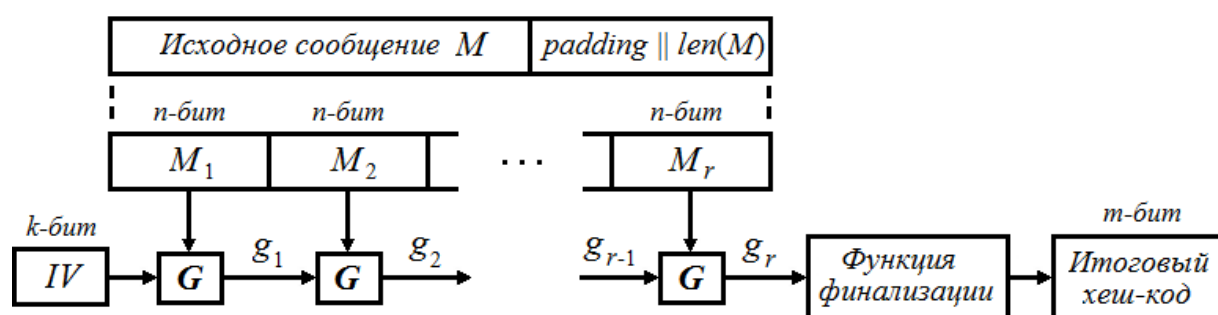 Исходное сообщение M padding || len(M)
n-бит n-бит n-бит
M₁ M₂ ... Mᵣ
k-бит m-бит
g₁ g₂ gᵣ₋₁ gᵣ
IV G G G Функция финализации Итоговый хеш-код